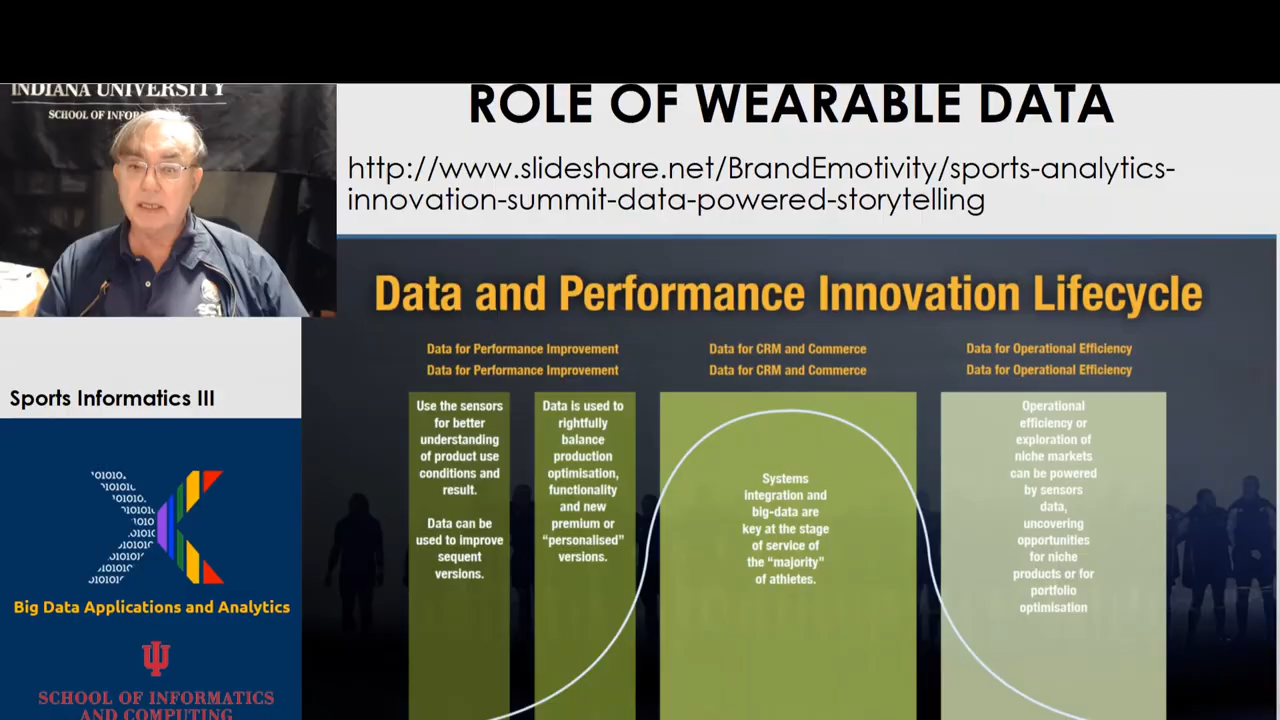 INDIANA UNIVERSITY
SCHOOL OF INFOR
ROLE OF WEARABLE DATA
http://www.slideshare.net/BrandEmotivity/sports-analytics-
innovation-summit-data-powered-storytelling
Data and Performance Innovation Lifecycle
Data for Performance Improvement
Data for Performance Improvement
Use the sensors
for better
understanding
of product use
conditions and
result.
Data can be
used to improve
sequent
versions.
Data is used to
rightfully
balance
production
optimisation,
functionality
and new
premium or
“personalised”
versions.
Data for CRM and Commerce
Data for CRM and Commerce
Systems
integration and
big-data are
key at the stage
of service of
the “majority”
of athletes.
Data for Operational Efficiency
Data for Operational Efficiency
Operational
efficiency or
exploration of
niche markets
can be powered
by sensors
data,
uncovering
opportunities
for niche
products or for
portfolio
optimisation
Sports Informatics III
Big Data Applications and Analytics
SCHOOL OF INFORMATICS
AND COMPUTING